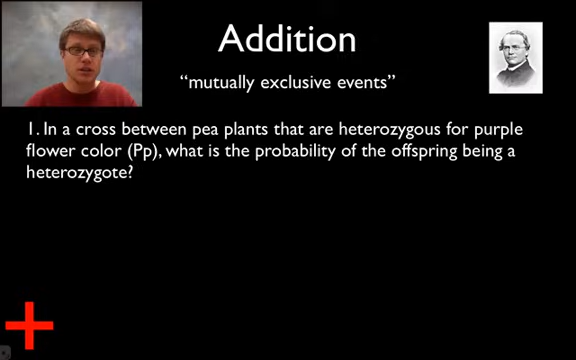 Addition
“mutually exclusive events”
1. In a cross between pea plants that are heterozygous for purple
flower color (Pp), what is the probability of the offspring being a
heterozygote?